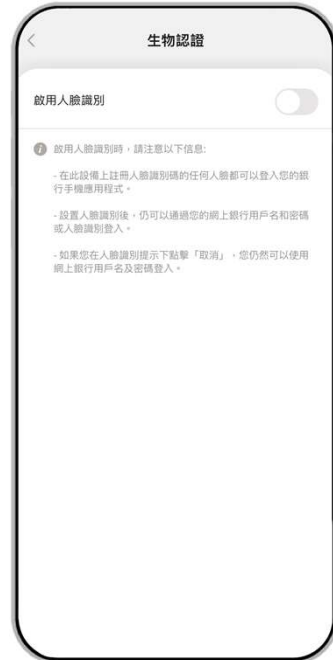 生物認證
啟用人臉識別
啟用人臉識別時，請注意以下信息:
- 在此設備上註冊人臉識別碼的任何人臉都可以登入您的銀
行手機應用程式。
- 設置人臉識別後，仍可以通過您的網上銀行用戶名和密碼
或人臉識別登入。
- 如果您在人臉識別提示下點擊「取消」，您仍然可以使用
網上銀行用戶名及密碼登入。